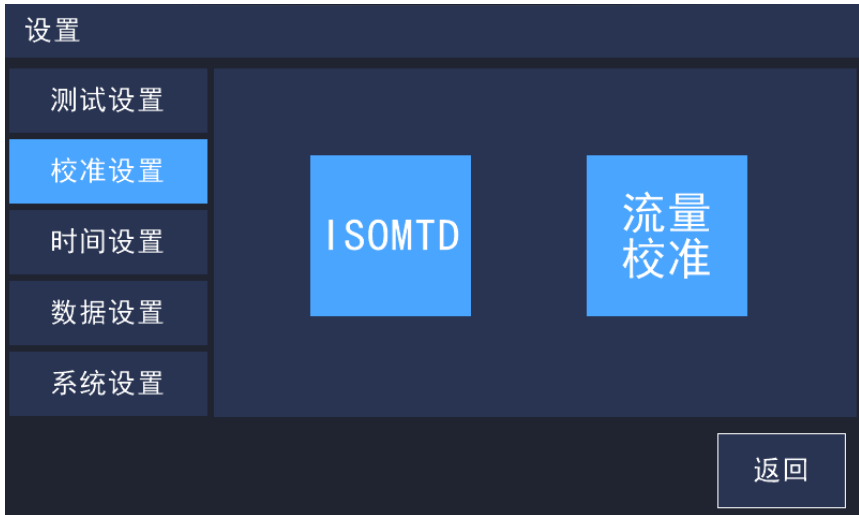 设置
测试设置
校准设置
时间设置
数据设置
系统设置
ISOMTD
流量
校准
返回